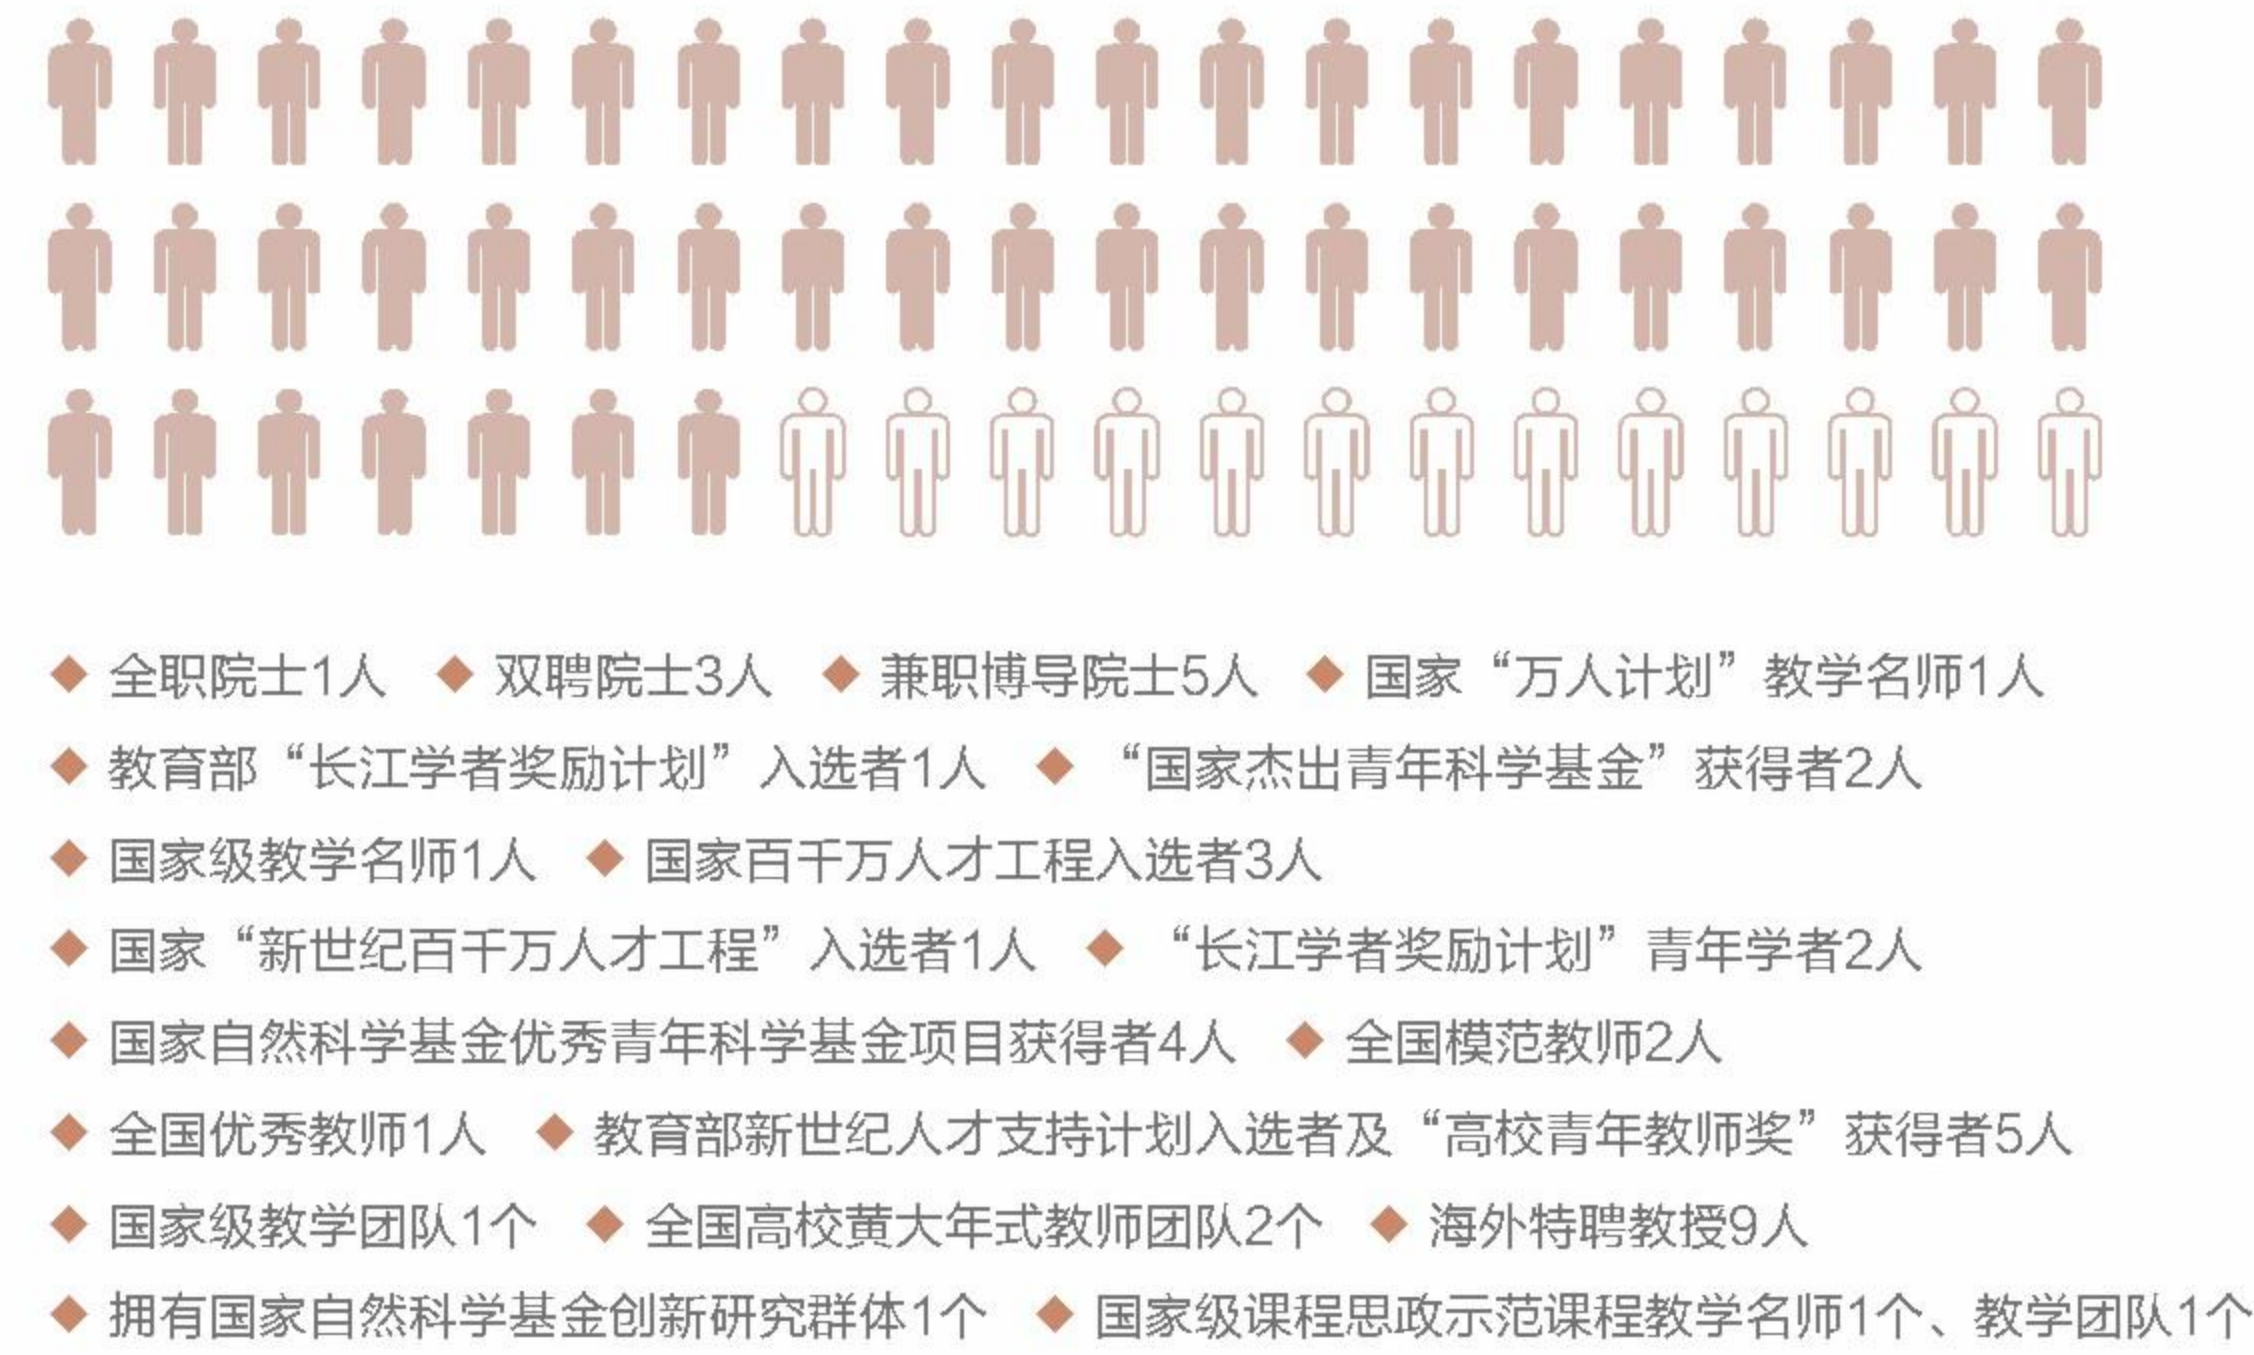 ◆ 全职院士1人 ◆ 双聘院士3人 ◆ 兼职博导院士5人 ◆ 国家“万人计划”教学名师1人
◆ 教育部“长江学者奖励计划”入选者1人 ◆ “国家杰出青年科学基金”获得者2人
◆ 国家级教学名师1人 ◆ 国家百千万人才工程入选者3人
◆ 国家“新世纪百千万人才工程”入选者1人 ◆ “长江学者奖励计划”青年学者2人
◆ 国家自然科学基金优秀青年科学基金项目获得者4人 ◆ 全国模范教师2人
◆ 全国优秀教师1人 ◆ 教育部新世纪人才支持计划入选者及“高校青年教师奖”获得者5人
◆ 国家级教学团队1个 ◆ 全国高校黄大年式教师团队2个 ◆ 海外特聘教授9人
◆ 拥有国家自然科学基金创新研究群体1个 ◆ 国家级课程思政示范课程教学名师1个、教学团队1个